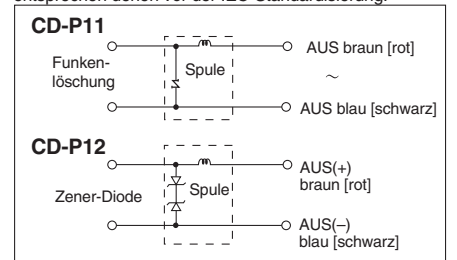 entsprechen denen vor der IEC-Standardisierung.
CD-P11
Funken-
löschung
Spule
AUS braun [rot]
~
AUS blau [schwarz]
CD-P12
Zener-Diode
Spule
AUS(+)
braun [rot]
AUS(–)
blau [schwarz]